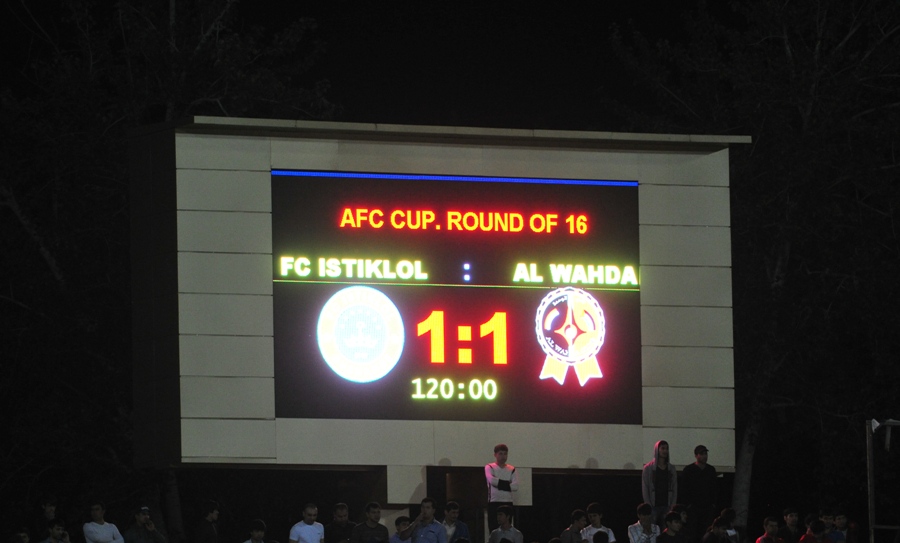 AFC CUP. ROUND OF 16
FC ISTIKLOL : AL WAHDA
1:1
120:00